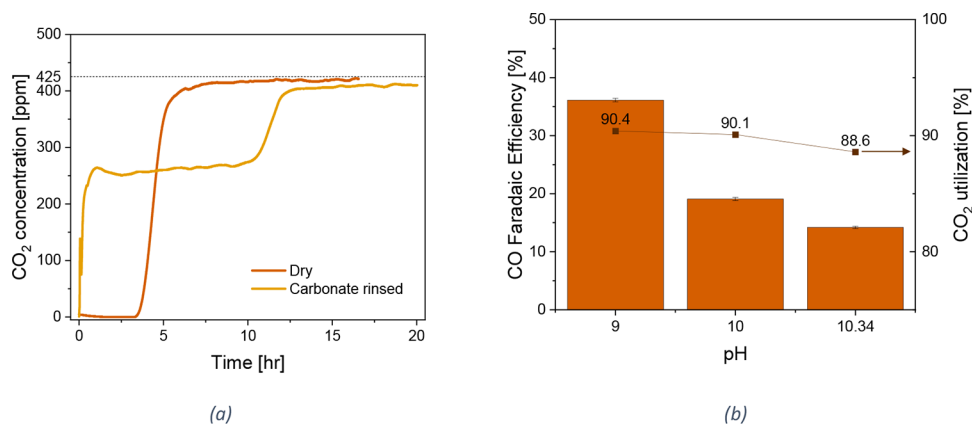 500
425
400
300
200
100
0
CO2 concentration [ppm]
Dry
Carbonate rinsed
0 5 10 15 20
Time [hr]
(a)
50
40
30
20
10
0
CO Faradaic Efficiency [%]
90.4
90.1
88.6
100
90
80
CO2 utilization [%]
9 10 10.34
pH
(b)